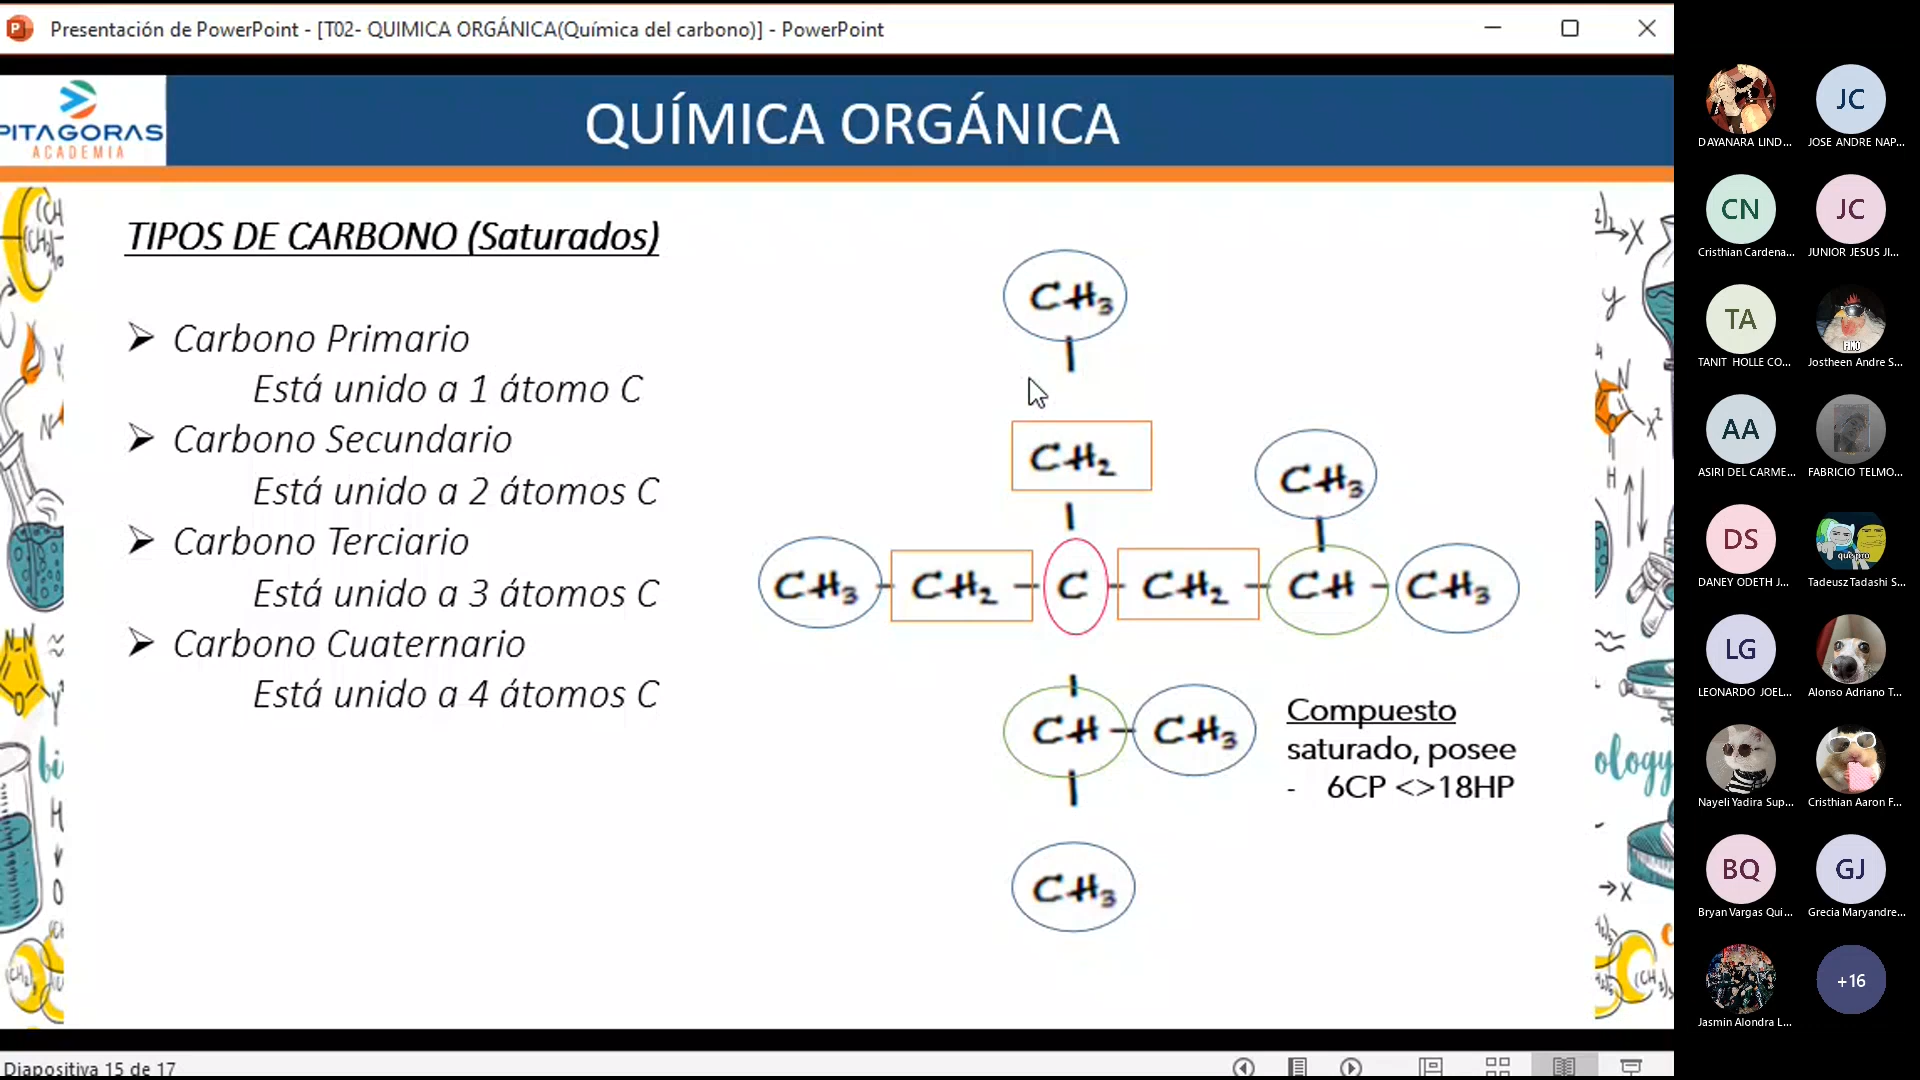 Presentación de PowerPoint - [T02- QUIMICA ORGÁNICA(Química del carbono)] - PowerPoint
PITAGORAS
ACADEMIA
QUÍMICA ORGÁNICA
TIPOS DE CARBONO (Saturados)
➢ Carbono Primario
Está unido a 1 átomo C
➢ Carbono Secundario
Está unido a 2 átomos C
➢ Carbono Terciario
Está unido a 3 átomos C
➢ Carbono Cuaternario
Está unido a 4 átomos C
CH₃
CH₂
CH₃
CH₃ - CH₂ - C - CH₂ - CH - CH₃
CH - CH₃
CH₃
Compuesto
saturado, posee
- 6CP <>18HP
Diapositiva 15 de 17
DAYANARA LIND...
JOSE ANDRE NAP...
CN
JC
JC
Cristhian Cardena...
JUNIOR JESUS JI...
TA
TANIT HOLLE CO...
Jostheen Andre S...
AA
ASIRI DEL CARME...
FABRICIO TELMO...
DS
que pro
DANEY ODETH J...
Tadeusz Tadashi S...
LG
LEONARDO JOEL...
Alonso Adriano T...
Nayeli Yadira Sup...
Cristhian Aaron F...
BQ
GJ
Bryan Vargas Qui...
Grecia Maryandre...
+16
Jasmin Alondra L...